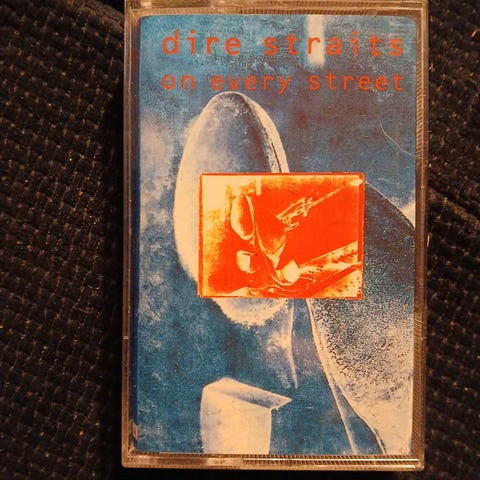 dire straits
on every street